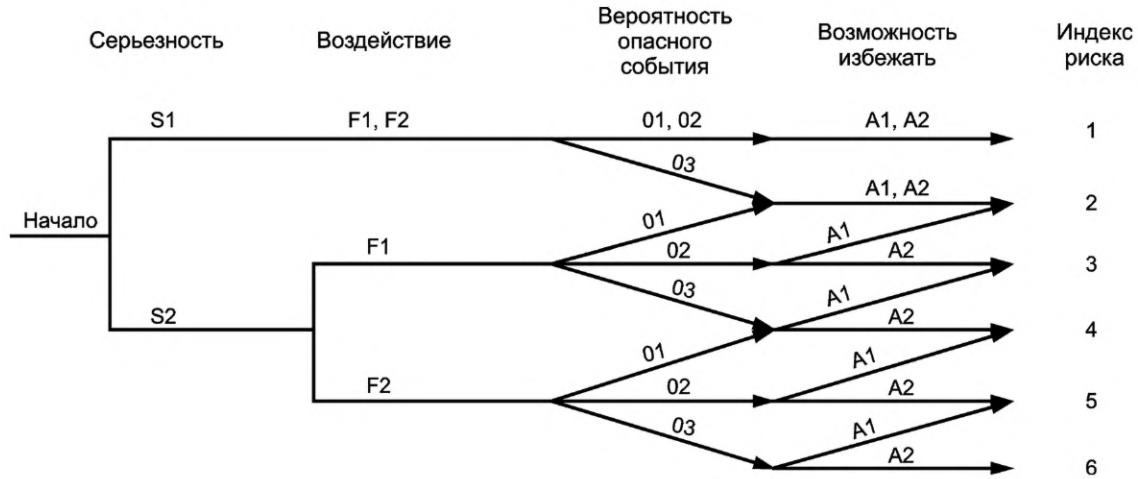 Серьезность
Воздействие
Вероятность
опасного
события
Возможность
избежать
Индекс
риска
S1
F1, F2
01, 02
A1, A2
1
03
A1, A2
2
Начало
01
A1
F1
02
A2
3
03
A1
S2
A2
4
01
A1
F2
02
A2
5
03
A1
A2
6